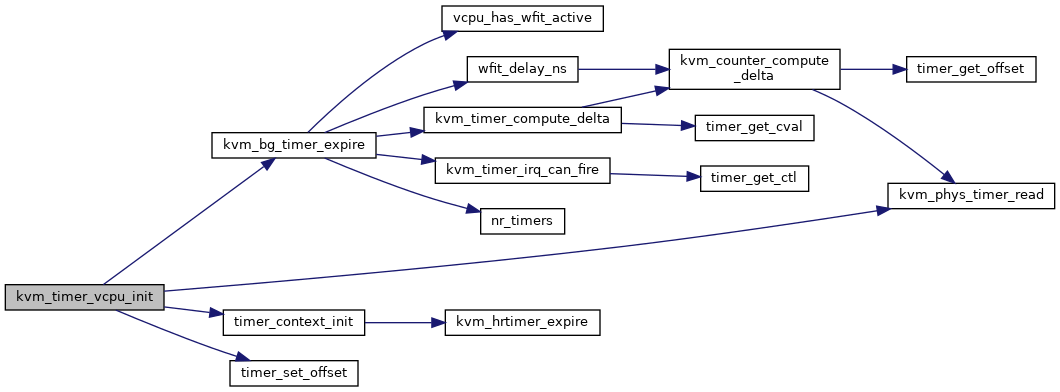 vcpu_has_wfit_active
wfit_delay_ns
kvm_counter_compute
_delta
timer_get_offset
kvm_timer_compute_delta
timer_get_cval
kvm_bg_timer_expire
kvm_timer_irq_can_fire
timer_get_ctl
kvm_phys_timer_read
nr_timers
kvm_timer_vcpu_init
timer_context_init
kvm_hrtimer_expire
timer_set_offset